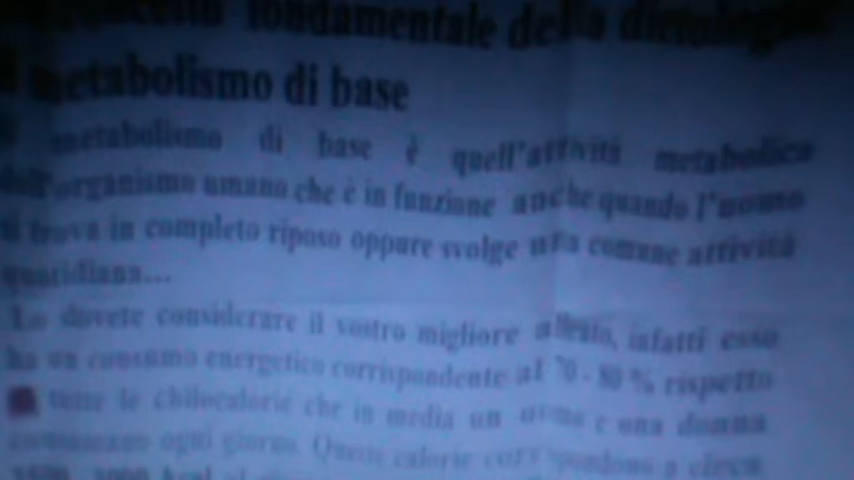 fondamentale della dietologia:
metabolismo di base
metabolismo di base è quell'attività metabolica
dell'organismo umano che è in funzione anche quando l'uomo
si trova in completo riposo oppure svolge una comune attività
quotidiana...
Lo dovete considerare il vostro migliore alleato, infatti esso
ha un consumo energetico corrispondente al 70 - 80 % rispetto
tutte le chilocalorie che in media un uomo e una donna
consumano ogni giorno. Queste calorie corrispondono a circa
kcal